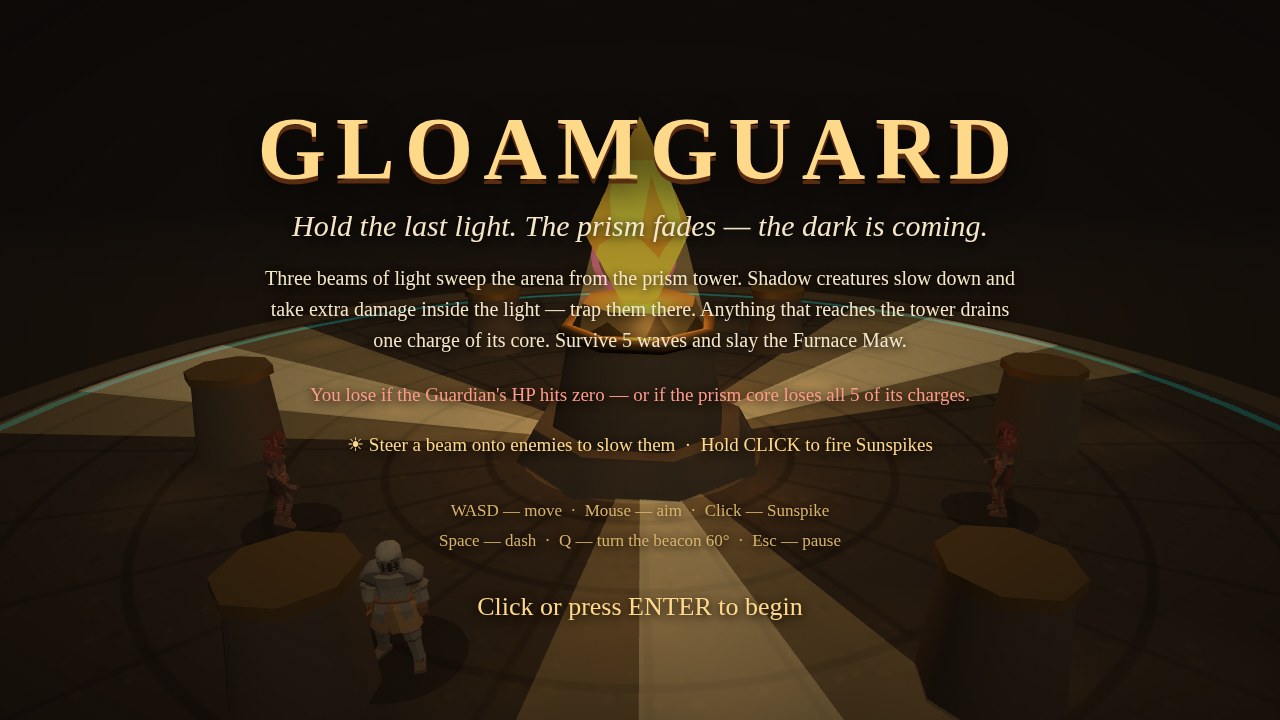 GLOAMGUARD
Hold the last light. The prism fades — the dark is coming.
Three beams of light sweep the arena from the prism tower. Shadow creatures slow down and
take extra damage inside the light — trap them there. Anything that reaches the tower drains
one charge of its core. Survive 5 waves and slay the Furnace Maw.
You lose if the Guardian's HP hits zero — or if the prism core loses all 5 of its charges.
☀ Steer a beam onto enemies to slow them · Hold CLICK to fire Sunspikes
WASD — move · Mouse — aim · Click — Sunspike
Space — dash · Q — turn the beacon 60° · Esc — pause
Click or press ENTER to begin